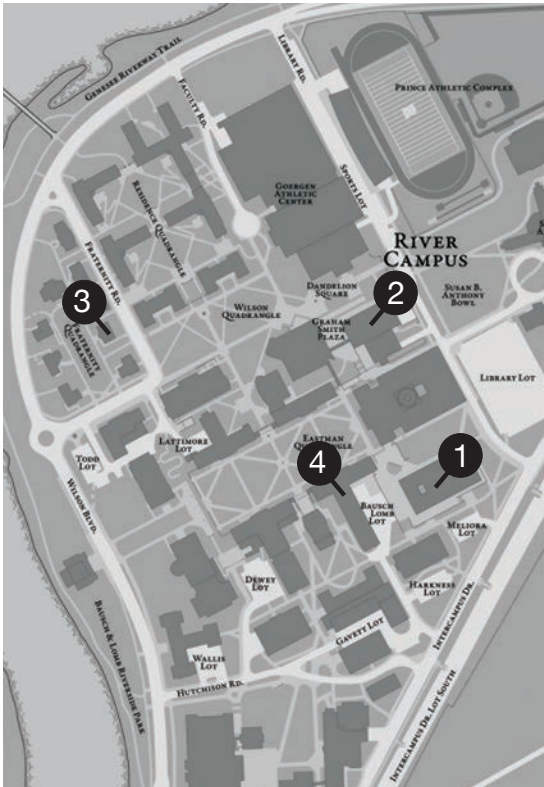 GENESEE RIVERWAY TRAIL
LIBRARY RD.
FACULTY RD.
PRINCE ATHLETIC COMPLEX
GOERGEN
ATHLETIC
CENTER
SPORTS LOT
RESIDENCE QUADRANGLE
RIVER
CAMPUS
FRATERNITY RD.
DANDELION
SQUARE
SUSAN B.
ANTHONY
BOWL
3
2
WILSON
QUADRANGLE
GRAHAM
SMITH
PLAZA
FRATERNITY
QUADRANGLE
LIBRARY LOT
LATTIMORE
LOT
EASTMAN
TODD
LOT
4
1
WILSON BLVD.
BAUSCH
LOMB
LOT
MELIORA
LOT
DEWEY
LOT
HARKNESS
LOT
BAUSCH & LOMB RIVERSIDE PARK
GAVETT LOT
INTERCAMPUS DR.
WALLIS
LOT
HUTCHISON RD.
INTERCAMPUS DR. LOT SOUTH